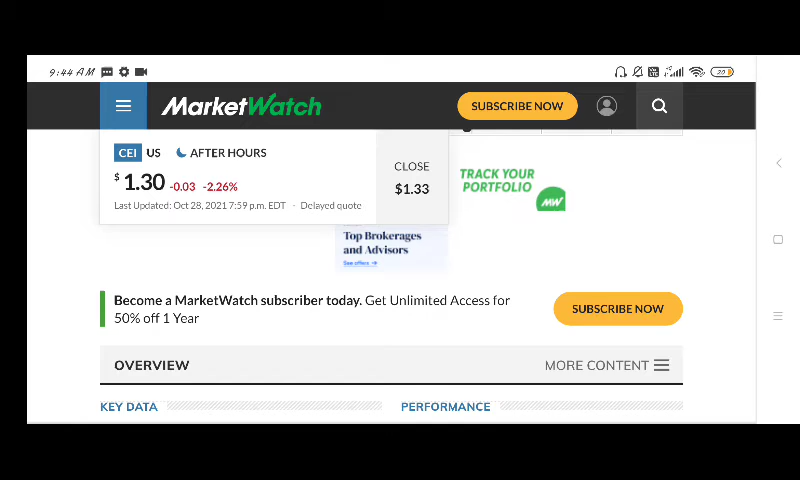 9:44 AM
20
MarketWatch
SUBSCRIBE NOW
CEI US AFTER HOURS
$1.30 -0.03 -2.26%
Last Updated: Oct 28, 2021 7:59 p.m. EDT - Delayed quote
CLOSE
$1.33
TRACK YOUR
PORTFOLIO
MW
Top Brokerages
and Advisors
See offers →
Become a MarketWatch subscriber today. Get Unlimited Access for
50% off 1 Year
SUBSCRIBE NOW
OVERVIEW
MORE CONTENT
KEY DATA
PERFORMANCE